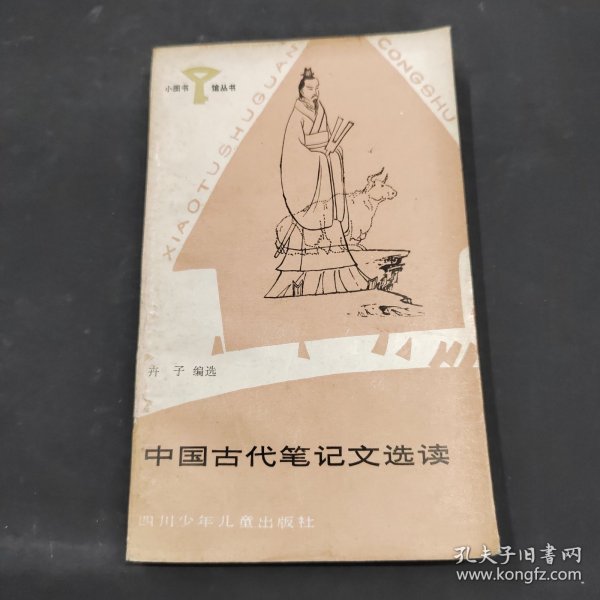 小图书馆丛书
XIAOTUSHUGUAN CONGSHU
卉子 编选
中国古代笔记文选读
四川少年儿童出版社
孔夫子旧书网
www.kongfz.com